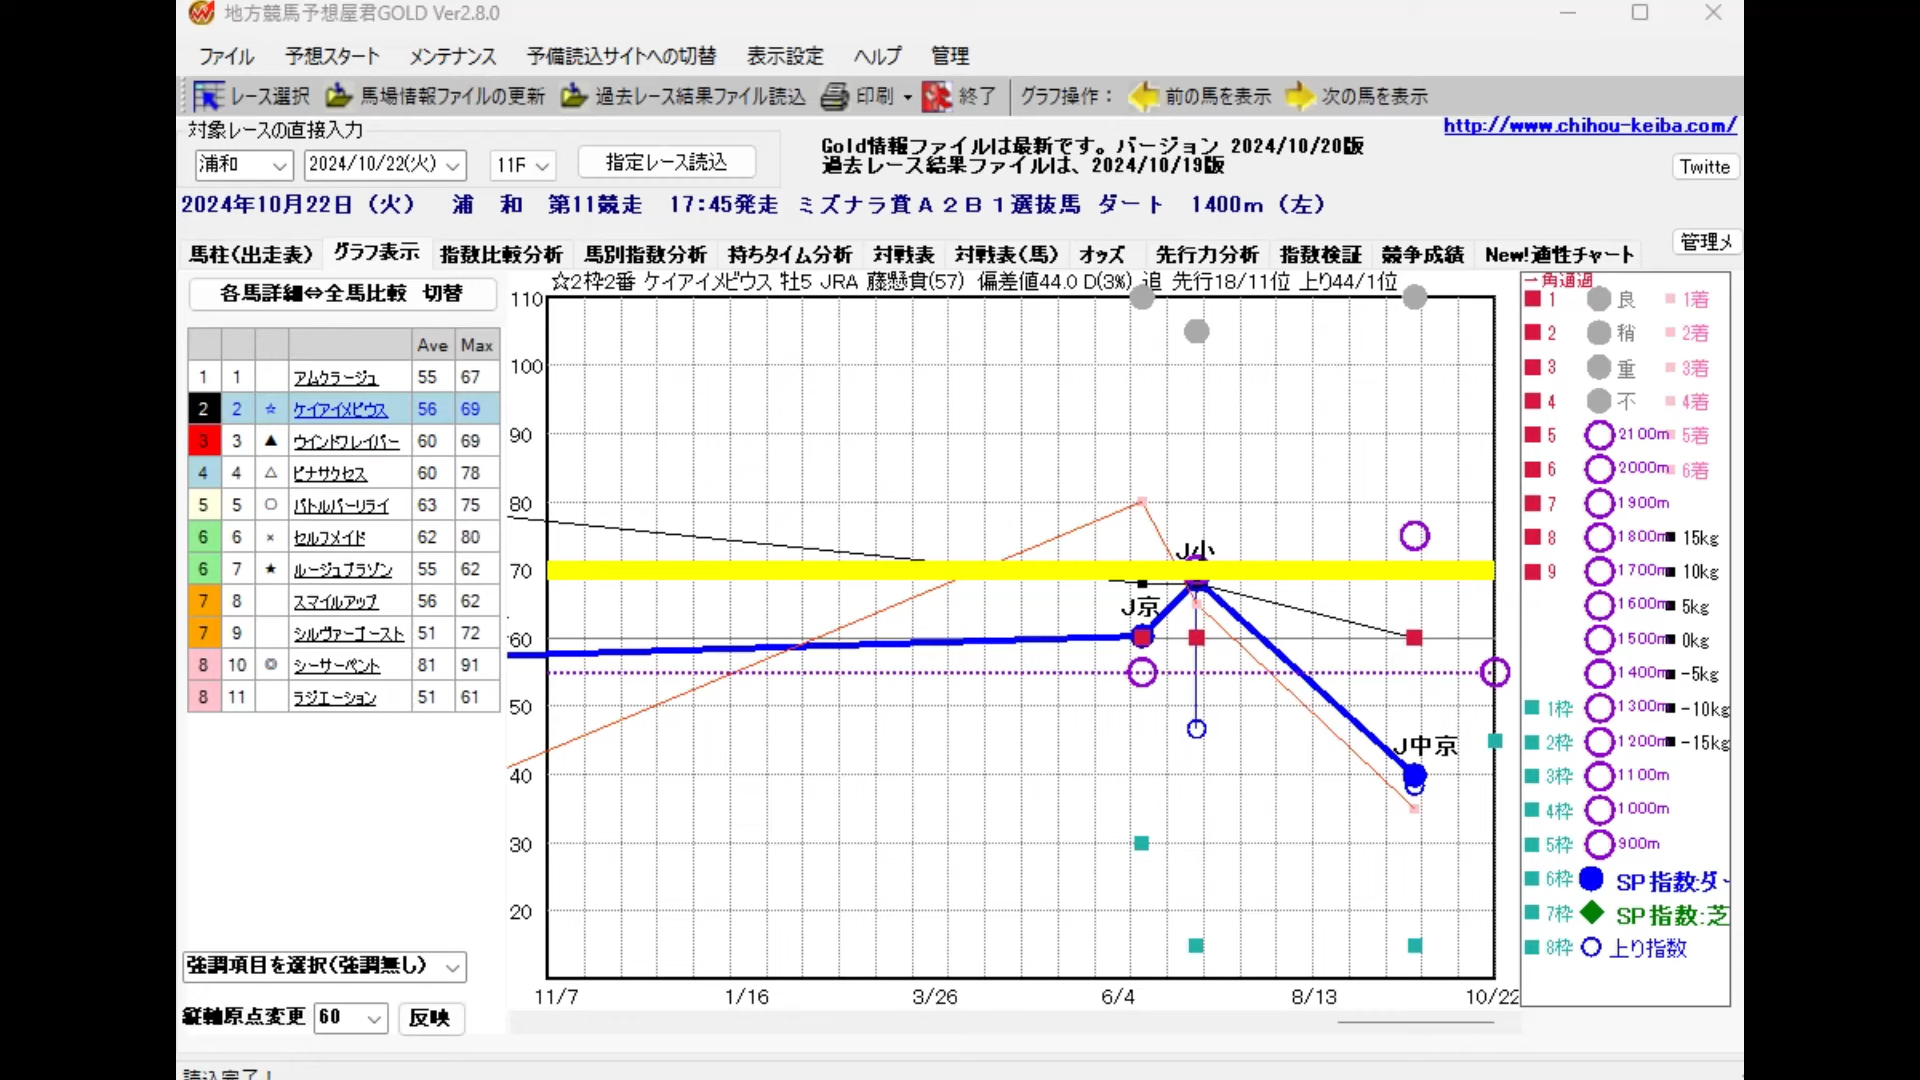 地方競馬予想屋君GOLD Ver2.8.0
ファイル 予想スタート メンテナンス 予備読込サイトへの切替 表示設定 ヘルプ 管理
レース選択 馬場情報ファイルの更新 過去レース結果ファイル読込 印刷 終了 グラフ操作： 前の馬を表示 次の馬を表示
対象レースの直接入力
http://www.chihou-keiba.com/
Gold情報ファイルは最新です。バージョン 2024/10/20版
過去レース結果ファイルは、2024/10/19版
浦和 2024/10/22(火) 11F 指定レース読込
Twitte
2024年10月22日（火） 浦 和 第11競走 17:45発走 ミズナラ賞Ａ２Ｂ１選抜馬 ダート 1400m（左）
管理メ
馬柱(出走表) グラフ表示 指数比較分析 馬別指数分析 持ちタイム分析 対戦表 対戦表(馬) オッズ 先行力分析 指数検証 競争成績 New!適性チャート
各馬詳細⇔全馬比較 切替
☆2枠2番 ケイアイメビウス 牡5 JRA 藤懸貴(57) 偏差値44.0 D(3%) 追 先行18/11位 上り44/1位
Ave Max
1 1 アムクラージュ 55 67
2 2 ☆ ケイアイメビウス 56 69
3 3 ▲ ウインドフレイバー 60 69
4 4 △ ピナサクセス 60 78
5 5 ○ バトルバーリライ 63 75
6 6 × セルフメイド 62 80
6 7 ★ ルージュブラゾン 55 62
7 8 スマイルアップ 56 62
7 9 シルヴァーゴースト 51 72
8 10 ◎ シーサーペント 81 91
8 11 ラジエーション 51 61
110
100
90
80
70
60
50
40
30
20
J京
J小
J中京
11/7 1/16 3/26 6/4 8/13 10/22
一角通過
1 良 1着
2 稍 2着
3 重 3着
4 不 4着
5 2100m 5着
6 2000m 6着
7 1900m
8 1800m 15kg
9 1700m 10kg
1600m 5kg
1500m 0kg
1400m -5kg
1枠 1300m -10kg
2枠 1200m -15kg
3枠 1100m
4枠 1000m
5枠 900m
6枠 SP指数:ダ
7枠 SP指数:芝
8枠 上り指数
強調項目を選択(強調無し)
縦軸原点変更 60 反映
読込完了！